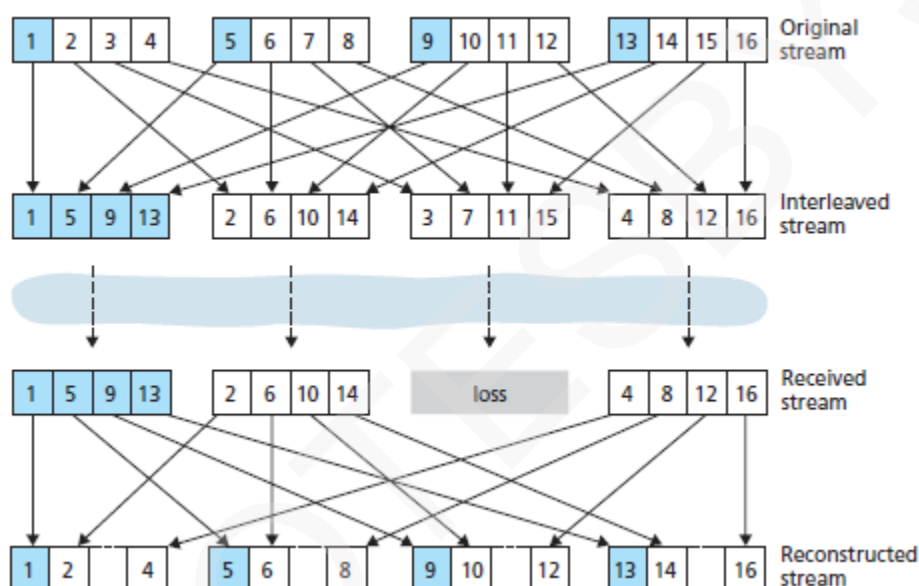 1 2 3 4 5 6 7 8 9 10 11 12 13 14 15 16 Original
stream
1 5 9 13 2 6 10 14 3 7 11 15 4 8 12 16 Interleaved
stream
1 5 9 13 2 6 10 14 loss 4 8 12 16 Received
stream
1 2 4 5 6 8 9 10 12 13 14 16 Reconstructed
stream